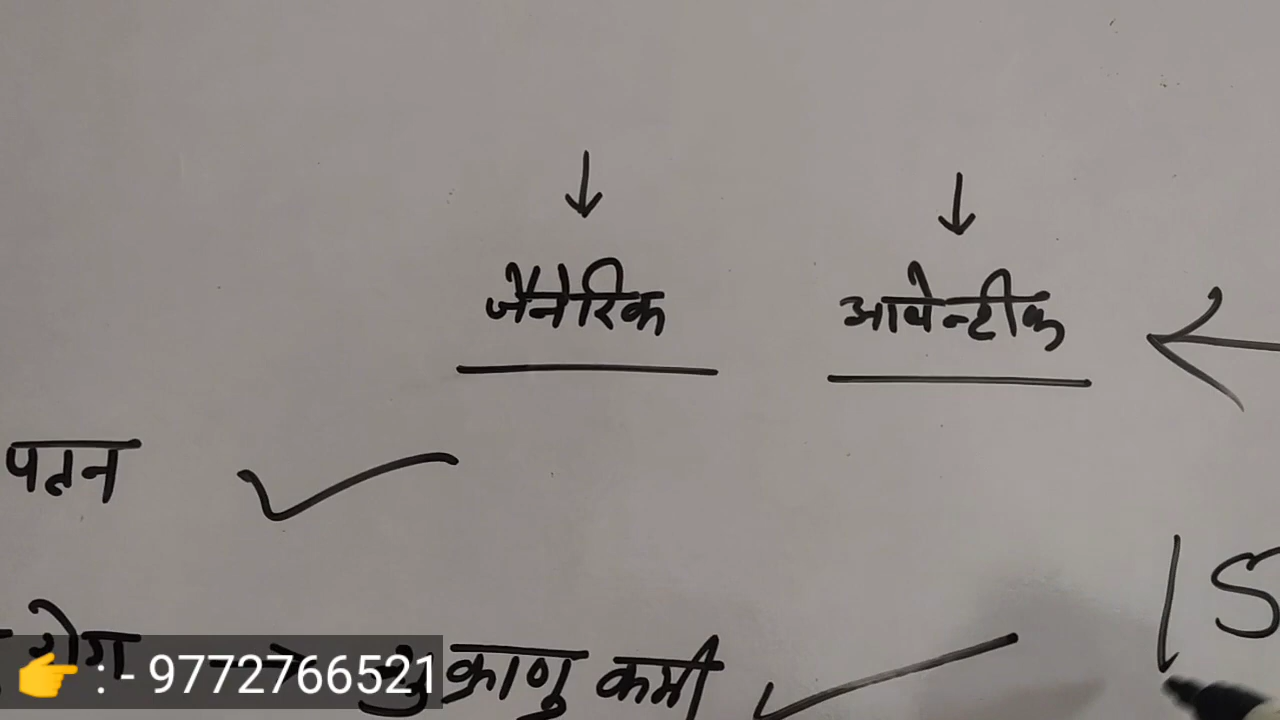 ↓ ↓
जैनेरिक आथेन्टीक ←
पतन ✓
रोग → शुक्राणु कमी ✓
👉 : - 9772766521